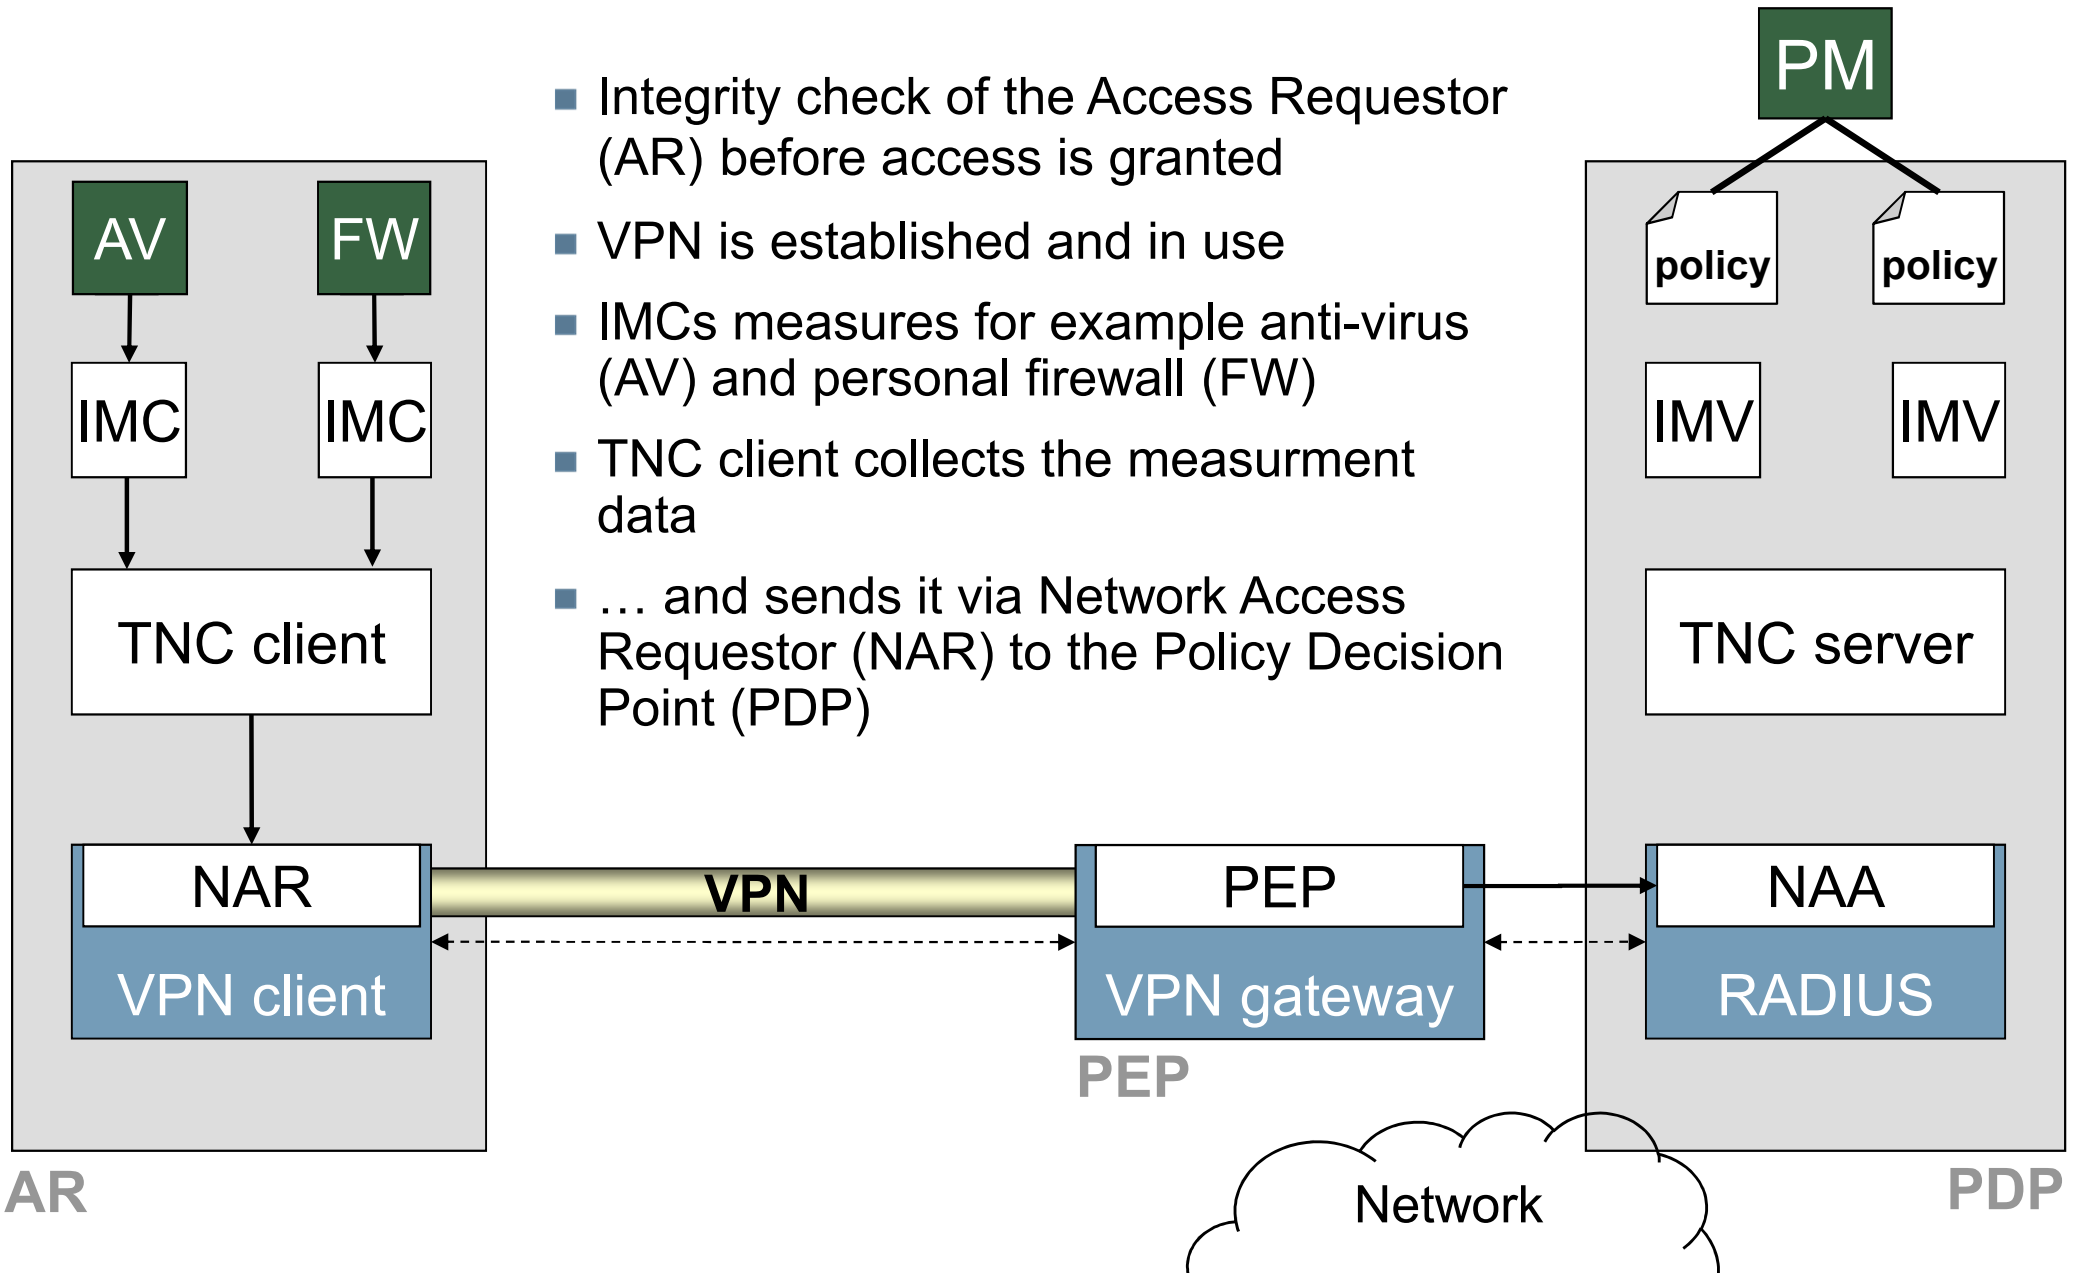 PM
Integrity check of the Access Requestor
(AR) before access is granted
VPN is established and in use
IMCs measures for example anti-virus
(AV) and personal firewall (FW)
TNC client collects the measurment
data
… and sends it via Network Access
Requestor (NAR) to the Policy Decision
Point (PDP)
AV
FW
IMC
IMC
TNC client
NAR
VPN client
AR
VPN
PEP
VPN gateway
PEP
policy
policy
IMV
IMV
TNC server
NAA
RADIUS
PDP
Network